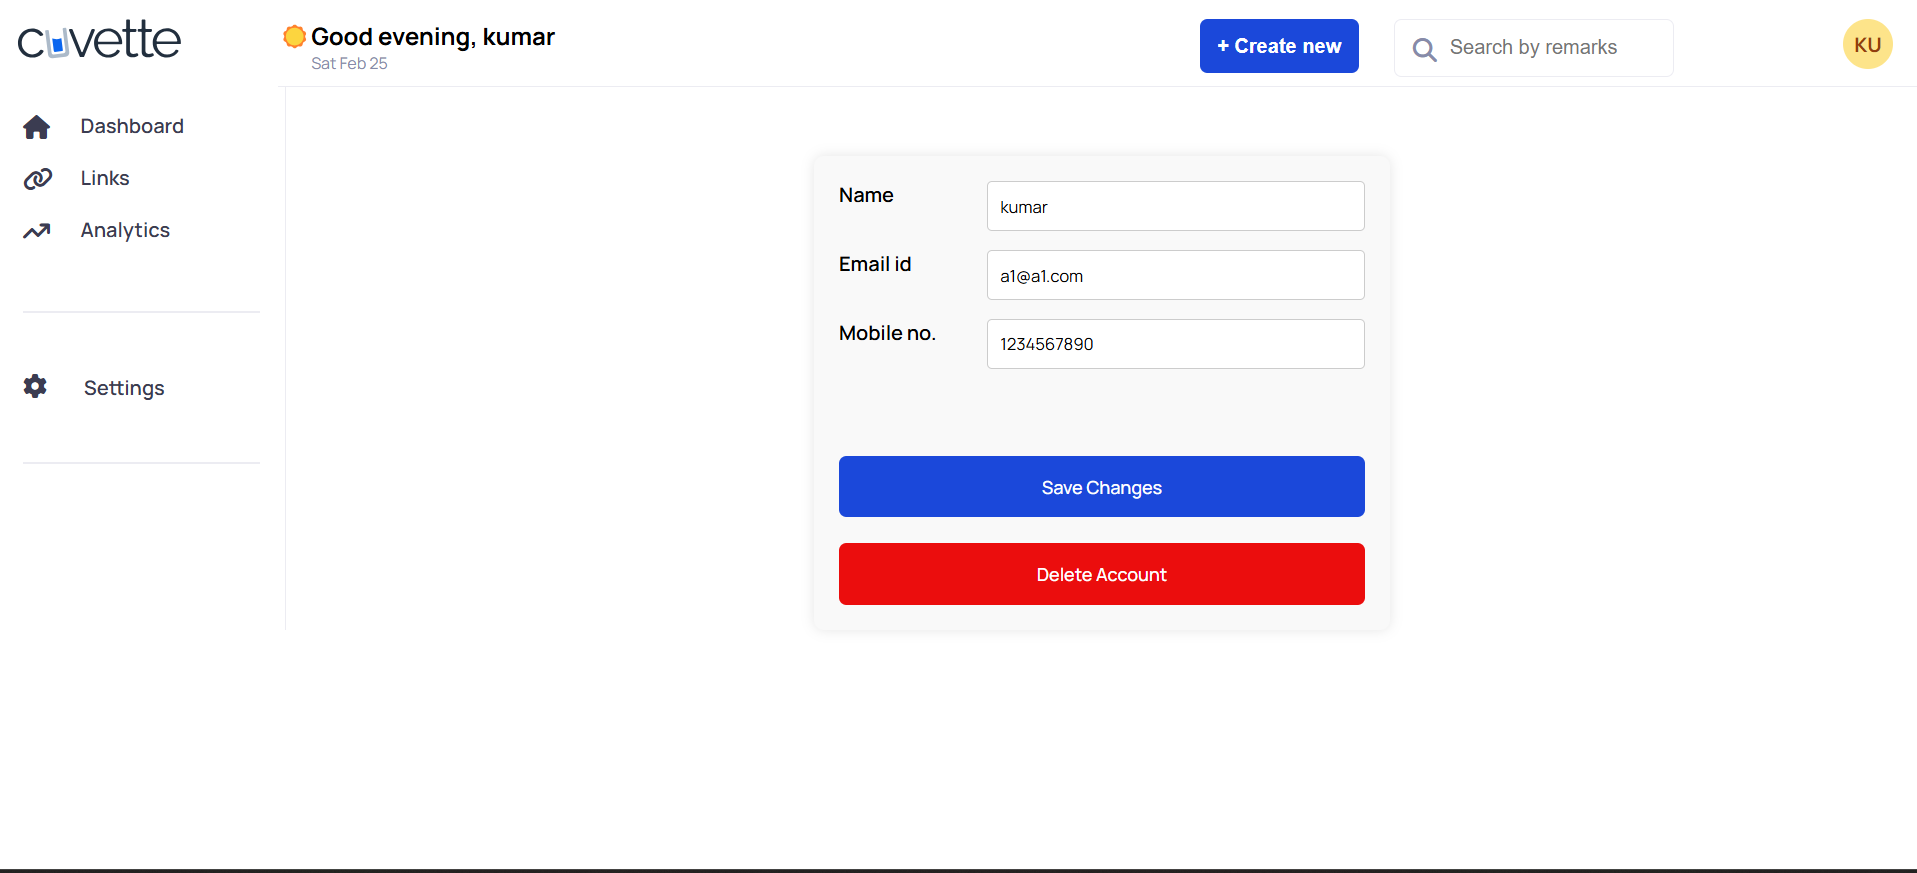 cuvette
Good evening, kumar
Sat Feb 25
+ Create new
Search by remarks
KU
Dashboard
Links
Analytics
Settings
Name
kumar
Email id
a1@a1.com
Mobile no.
1234567890
Save Changes
Delete Account